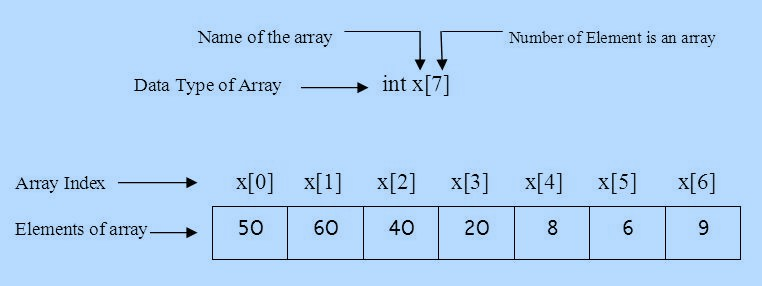 Name of the array Number of Element is an array
Data Type of Array int x[7]
Array Index x[0] x[1] x[2] x[3] x[4] x[5] x[6]
Elements of array 50 60 40 20 8 6 9